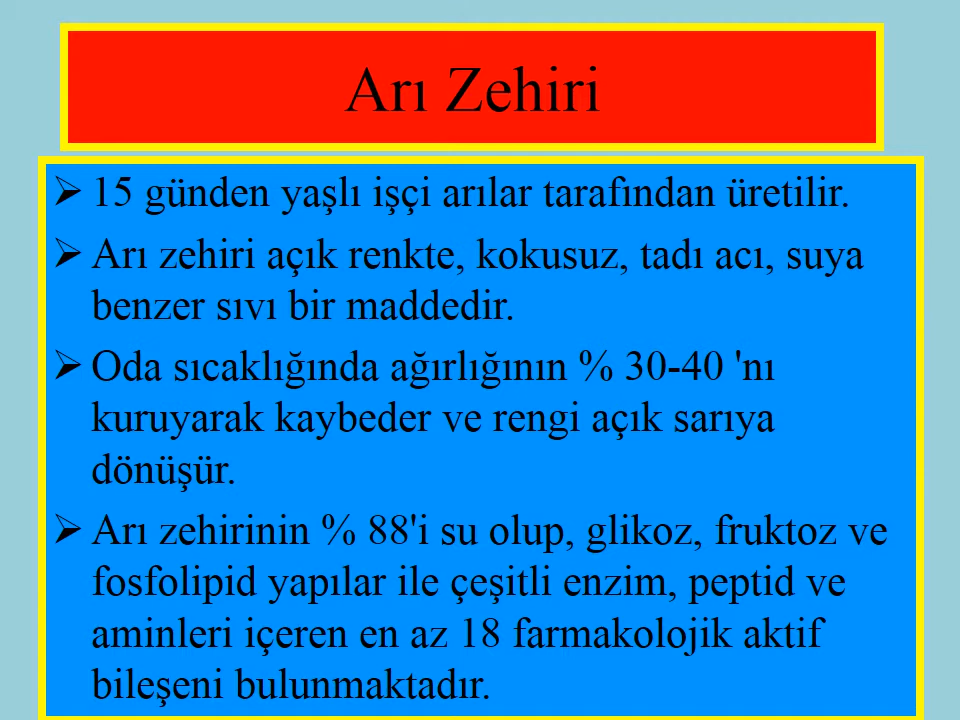 Arı Zehiri
➢ 15 günden yaşlı işçi arılar tarafından üretilir.
➢ Arı zehiri açık renkte, kokusuz, tadı acı, suya
benzer sıvı bir maddedir.
➢ Oda sıcaklığında ağırlığının % 30-40 'nı
kuruyarak kaybeder ve rengi açık sarıya
dönüşür.
➢ Arı zehirinin % 88'i su olup, glikoz, fruktoz ve
fosfolipid yapılar ile çeşitli enzim, peptid ve
aminleri içeren en az 18 farmakolojik aktif
bileşeni bulunmaktadır.